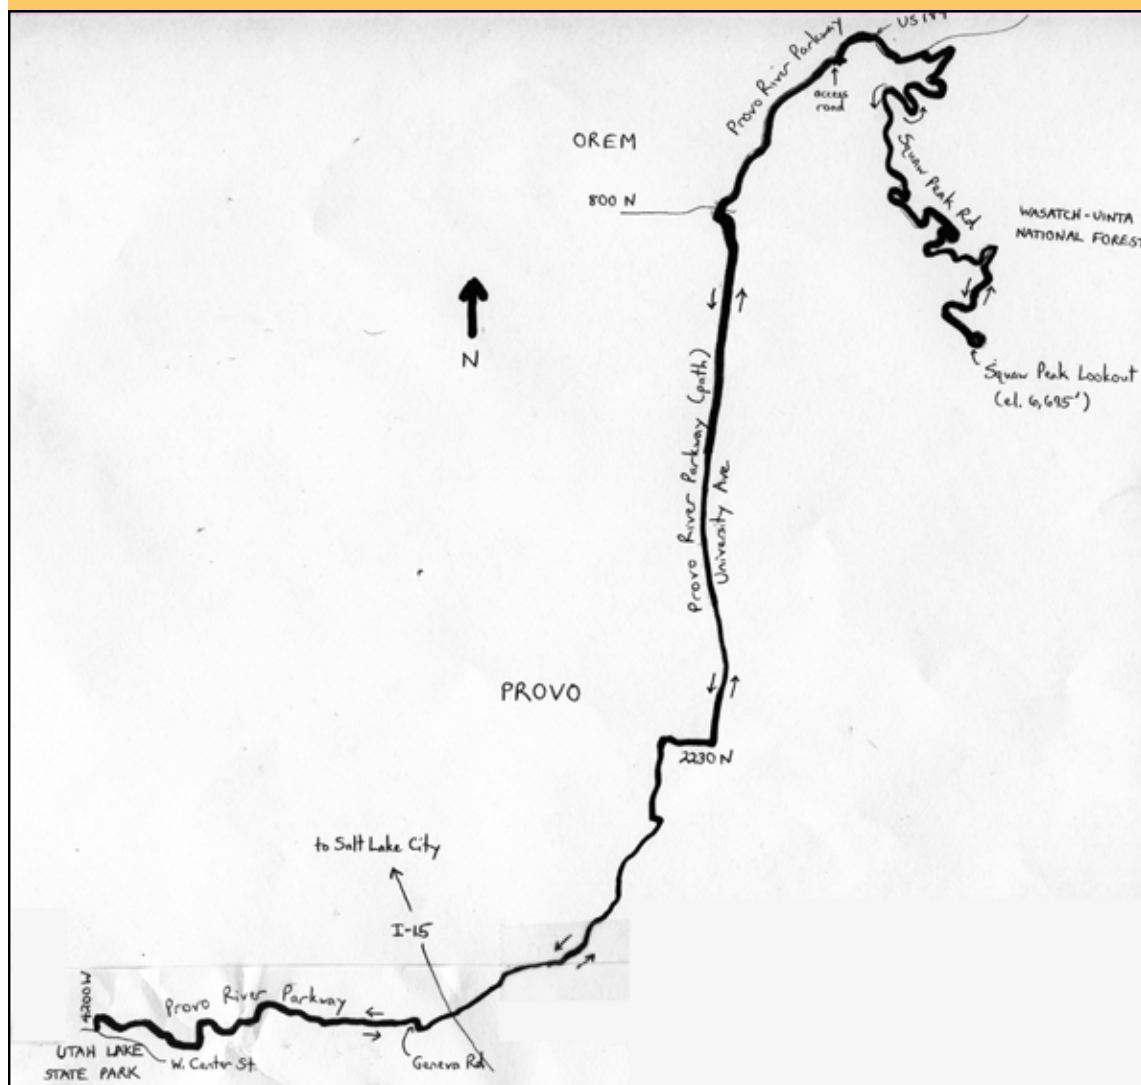 US 189
Provo River Parkway
access
road
OREM
Squaw Peak Rd
800 N
WASATCH-UINTA
NATIONAL FOREST
N
Squaw Peak Lookout
(el. 6,695')
Provo River Parkway (path)
University Ave
PROVO
2230 N
to Salt Lake City
I-15
4200 W
Provo River Parkway
UTAH LAKE
STATE PARK
W. Center St.
Geneva Rd